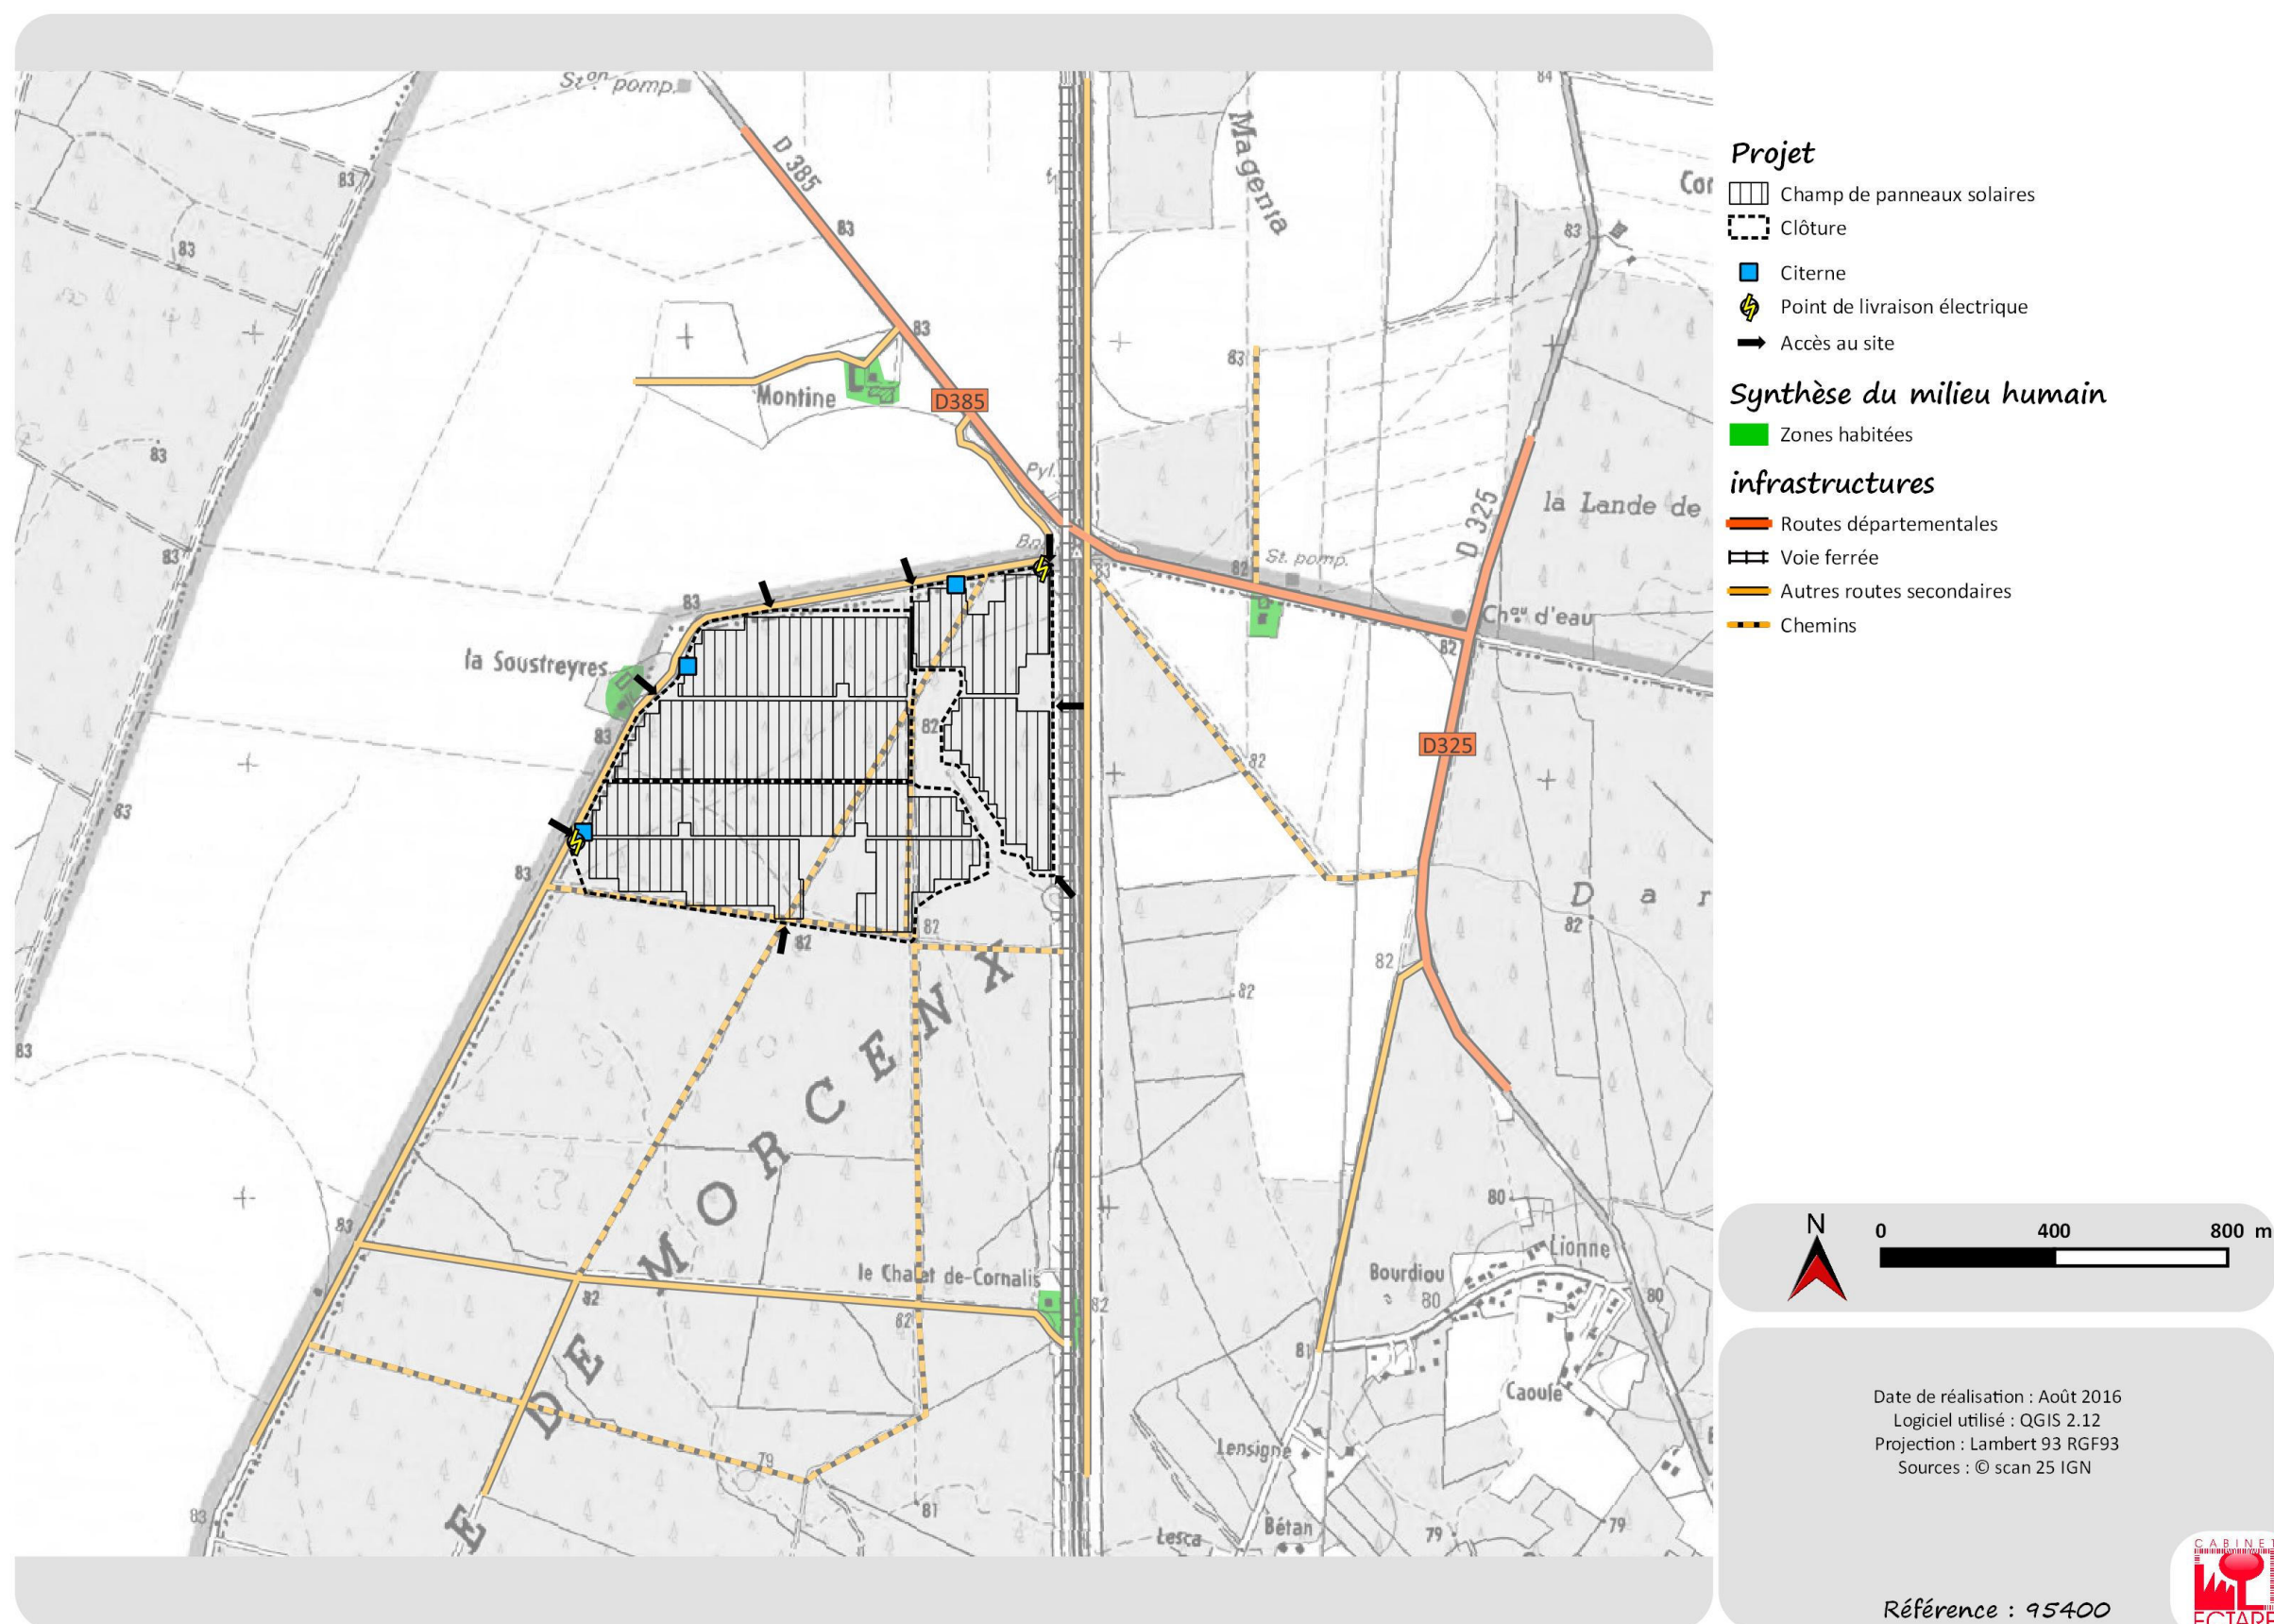 Ston. pomp.
84
D 385
Magenta
Cor
83
83
83
83
83
83
Montine
D385
83
D 325
la Lande de
Pyl.
83
St. pomp.
83
82
83
Chau d'eau
82
la Soustreyres
83
82
D325
82
83
83
D a r
82
82
82
82
82
83
DE MORCENX
E
83
80
Lionne
le Chalet de-Cornalis
Bourdiou
80
80
82
82
82
81
Caoule
Lensigne
79
81
83
Lesca
Bétan
79
79
Projet
Champ de panneaux solaires
Clôture
Citerne
Point de livraison électrique
Accès au site
Synthèse du milieu humain
Zones habitées
infrastructures
Routes départementales
Voie ferrée
Autres routes secondaires
Chemins
N
0 400 800 m
Date de réalisation : Août 2016
Logiciel utilisé : QGIS 2.12
Projection : Lambert 93 RGF93
Sources : © scan 25 IGN
Référence : 95400
CABINET
ECTARE